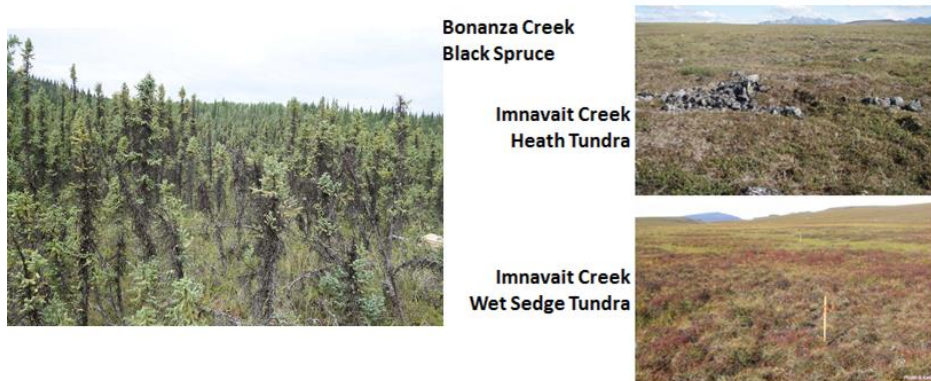 Bonanza Creek
Black Spruce
Imnavait Creek
Heath Tundra
Imnavait Creek
Wet Sedge Tundra